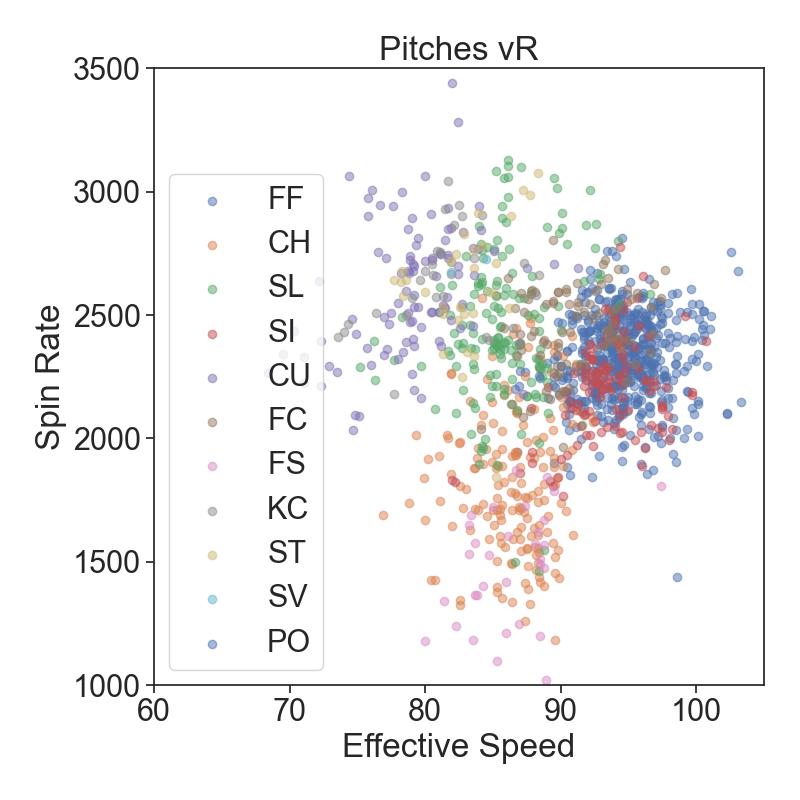 Pitches vR
3500
3000
2500
2000
1500
1000
Spin Rate
FF
CH
SL
SI
CU
FC
FS
KC
ST
SV
PO
60 70 80 90 100
Effective Speed